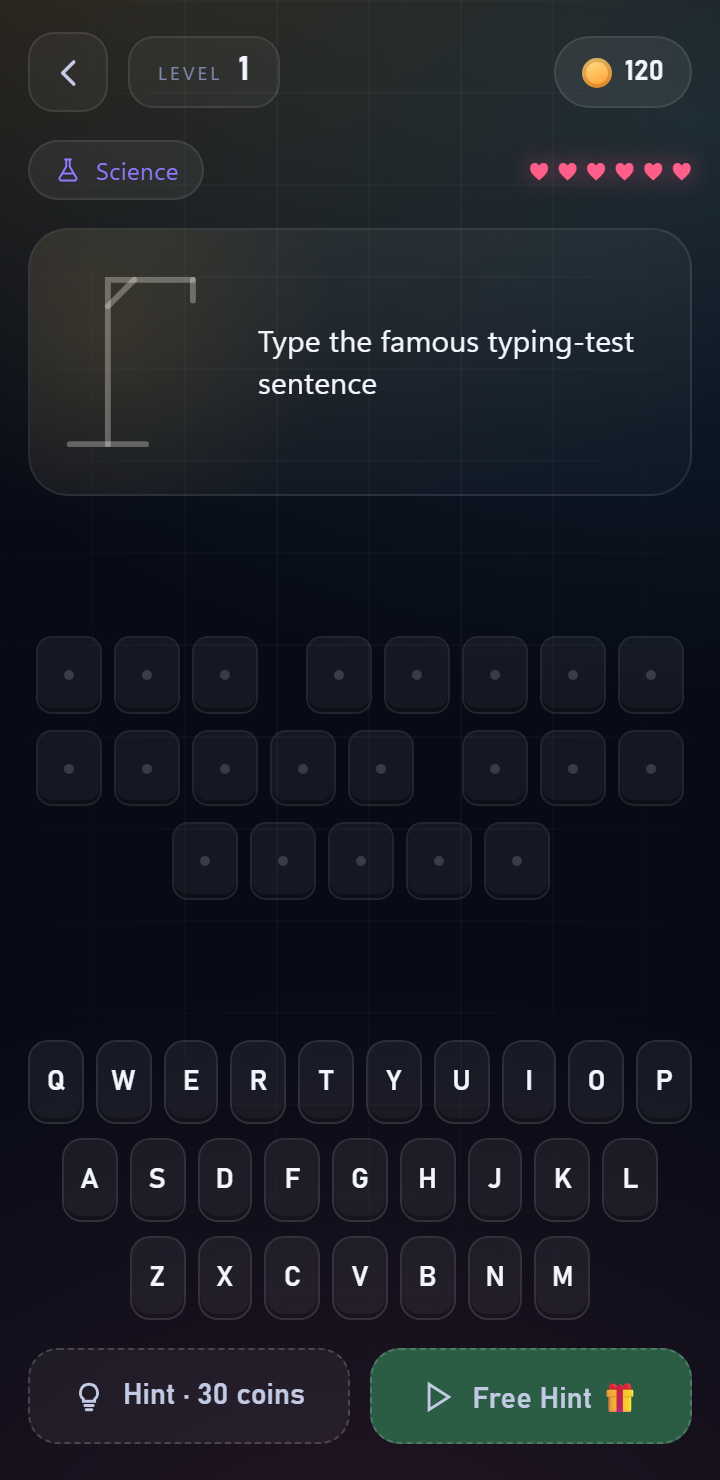 LEVEL 1
120
Science
Type the famous typing-test
sentence
Q W E R T Y U I O P
A S D F G H J K L
Z X C V B N M
Hint · 30 coins
Free Hint 🎁